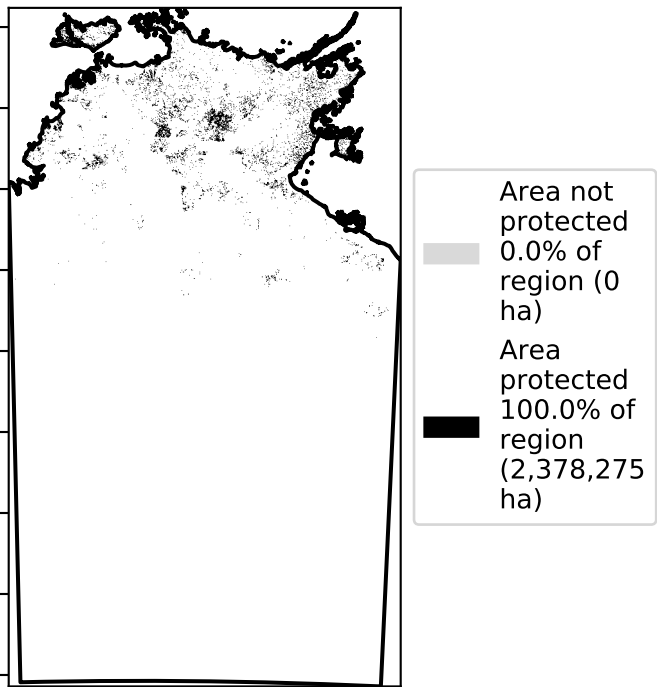 Area not
protected
0.0% of
region (0
ha)
Area
protected
100.0% of
region
(2,378,275
ha)